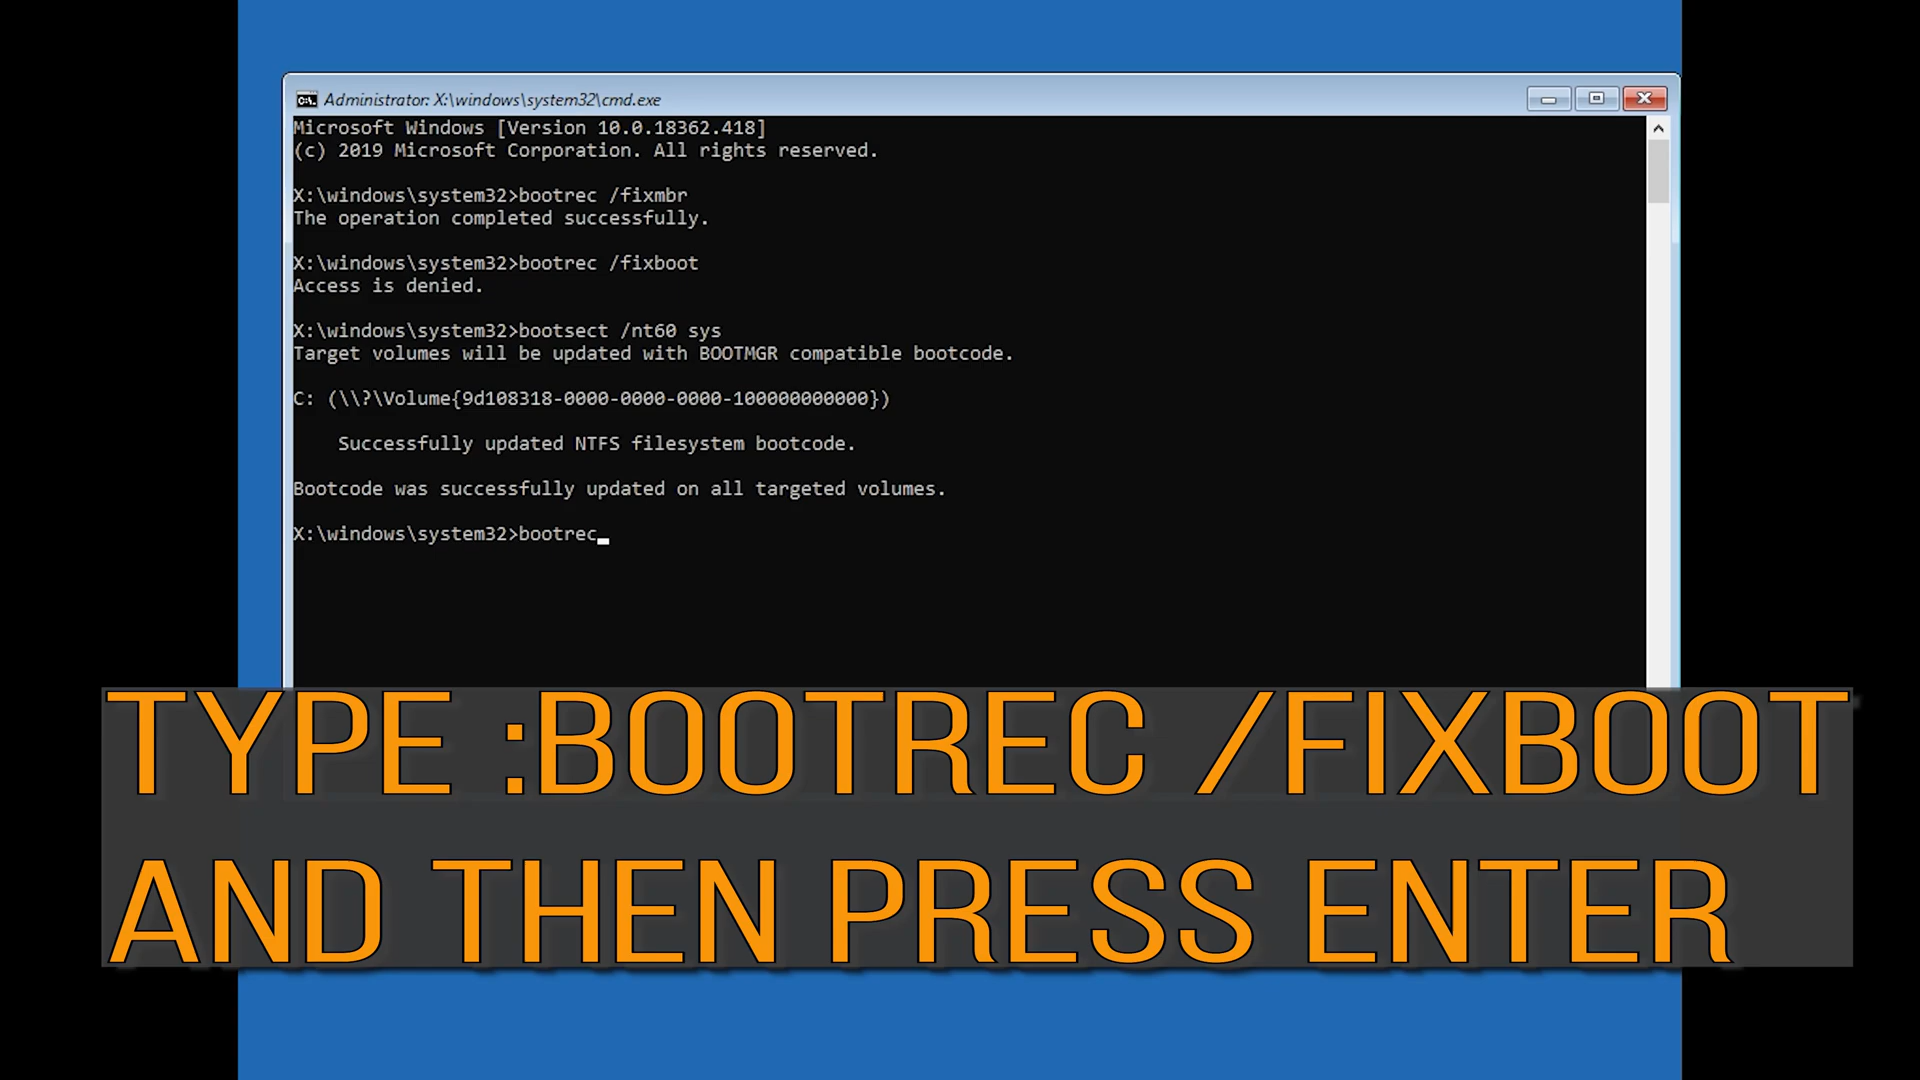 Administrator: X:\windows\system32\cmd.exe
Microsoft Windows [Version 10.0.18362.418]
(c) 2019 Microsoft Corporation. All rights reserved.
X:\windows\system32>bootrec /fixmbr
The operation completed successfully.
X:\windows\system32>bootrec /fixboot
Access is denied.
X:\windows\system32>bootsect /nt60 sys
Target volumes will be updated with BOOTMGR compatible bootcode.
C: (\\?\Volume{9d108318-0000-0000-0000-100000000000})
Successfully updated NTFS filesystem bootcode.
Bootcode was successfully updated on all targeted volumes.
X:\windows\system32>bootrec_
TYPE :BOOTREC /FIXBOOT
AND THEN PRESS ENTER